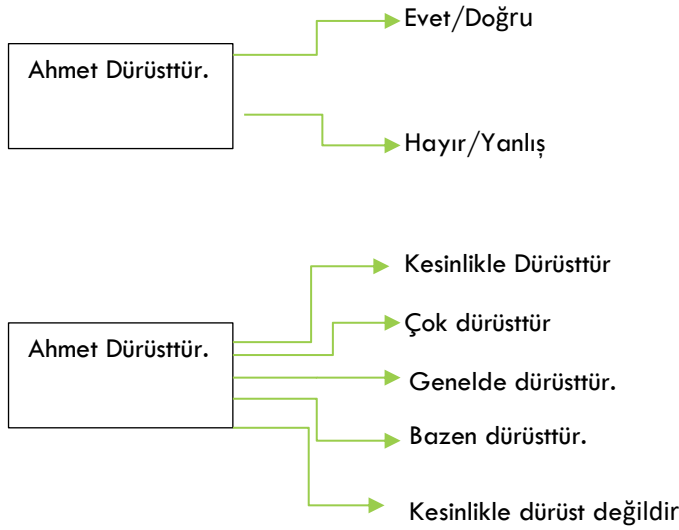 Evet/Doğru
Ahmet Dürüsttür.
Hayır/Yanlış
Kesinlikle Dürüsttür
Çok dürüsttür
Ahmet Dürüsttür.
Genelde dürüsttür.
Bazen dürüsttür.
Kesinlikle dürüst değildir